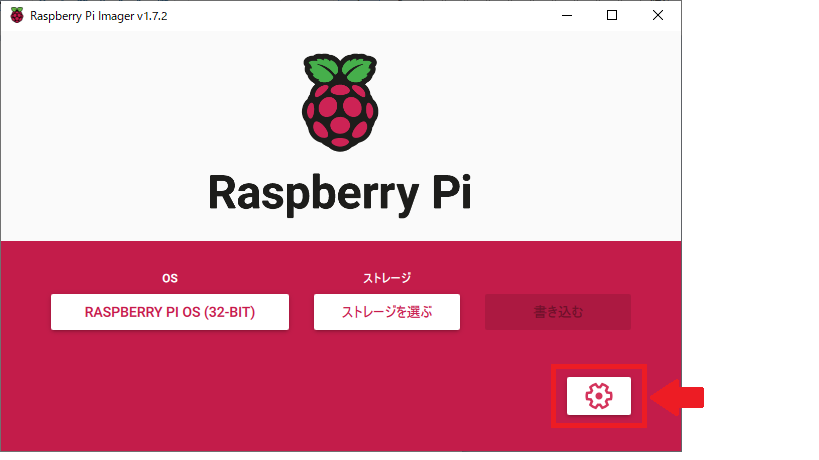 Raspberry Pi Imager v1.7.2
Raspberry Pi
OS
ストレージ
RASPBERRY PI OS (32-BIT)
ストレージを選ぶ
書き込む